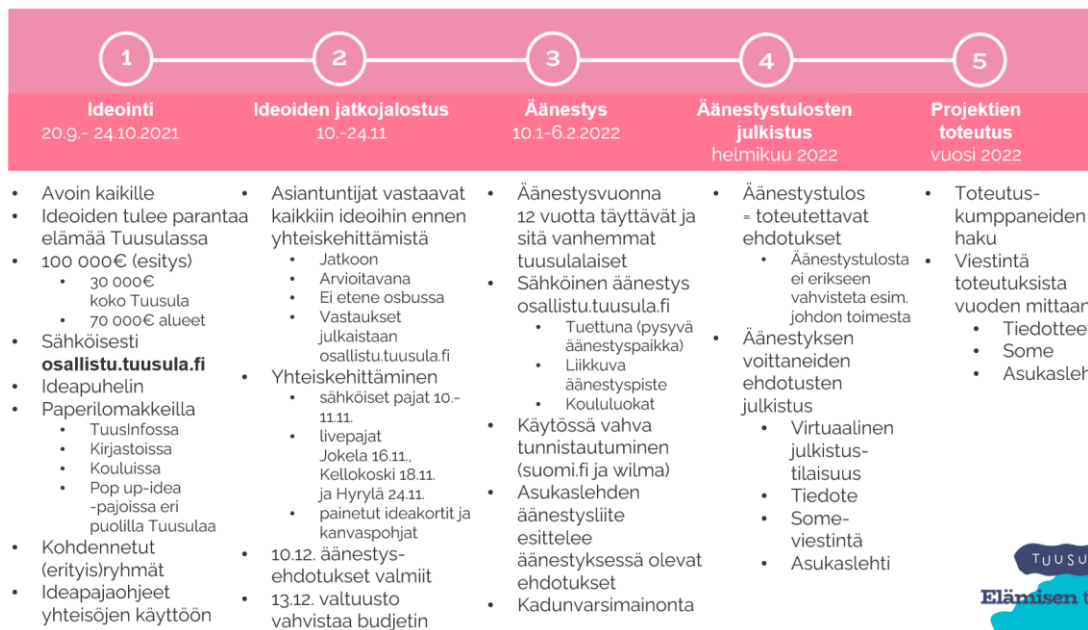 1
Ideointi
20.9.- 24.10.2021
• Avoin kaikille
• Ideoiden tulee parantaa
elämää Tuusulassa
• 100 000€ (esitys)
• 30 000€
koko Tuusula
• 70 000€ alueet
• Sähköisesti
osallistu.tuusula.fi
• Ideapuhelin
• Paperilomakkeilla
• TuusInfossa
• Kirjastoissa
• Kouluissa
• Pop up-idea
-pajoissa eri
puolilla Tuusulaa
• Kohdennetut
(erityis)ryhmät
• Ideapajaohjeet
yhteisöjen käyttöön
2
Ideoiden jatkojalostus
10.-24.11
• Asiantuntijat vastaavat
kaikkiin ideoihin ennen
yhteiskehittämistä
• Jatkoon
• Arvioitavana
• Ei etene osbussa
• Vastaukset
julkaistaan
osallistu.tuusula.fi
• Yhteiskehittäminen
• sähköiset pajat 10.-
11.11.
• livepajat
Jokela 16.11.,
Kellokoski 18.11.
ja Hyrylä 24.11.
• painetut ideakortit ja
kanvaspohjat
• 10.12. äänestys-
ehdotukset valmiit
• 13.12. valtuusto
vahvistaa budjetin
3
Äänestys
10.1-6.2.2022
• Äänestysvuonna
12 vuotta täyttävät ja
sitä vanhemmat
tuusulalaiset
• Sähköinen äänestys
osallistu.tuusula.fi
• Tuettuna (pysyvä
äänestyspaikka)
• Liikkuva
äänestyspiste
• Koululuokat
• Käytössä vahva
tunnistautuminen
(suomi.fi ja wilma)
• Asukaslehden
äänestysliite
esittelee
äänestyksessä olevat
ehdotukset
• Kadunvarsimainonta
4
Äänestystulosten
julkistus
helmikuu 2022
• Äänestystulos
= toteutettavat
ehdotukset
• Äänestystulosta
ei erikseen
vahvisteta esim.
johdon toimesta
• Äänestyksen
voittaneiden
ehdotusten
julkistus
• Virtuaalinen
julkistus-
tilaisuus
• Tiedote
• Some-
viestintä
• Asukaslehti
5
Projektien
toteutus
vuosi 2022
• Toteutus-
kumppaneiden
haku
• Viestintä
toteutuksista
vuoden mittaan
• Tiedottee
• Some
• Asukasleh
TUUSU
Elämisen t